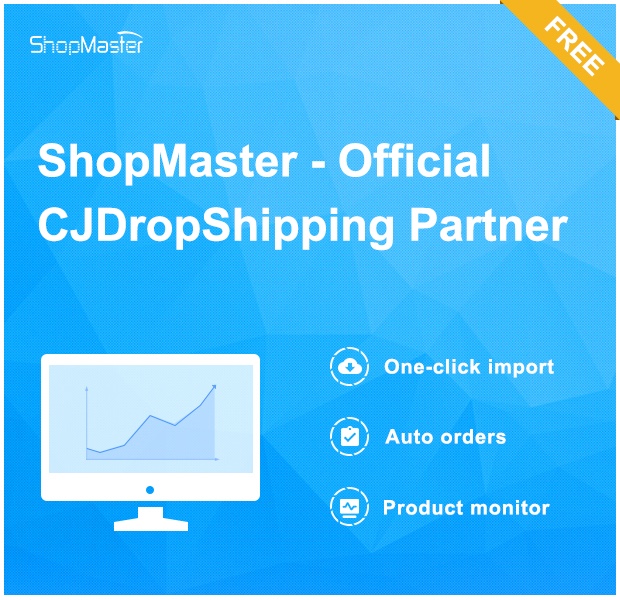 ShopMaster
FREE
ShopMaster - Official
CJDropShipping Partner
One-click import
Auto orders
Product monitor